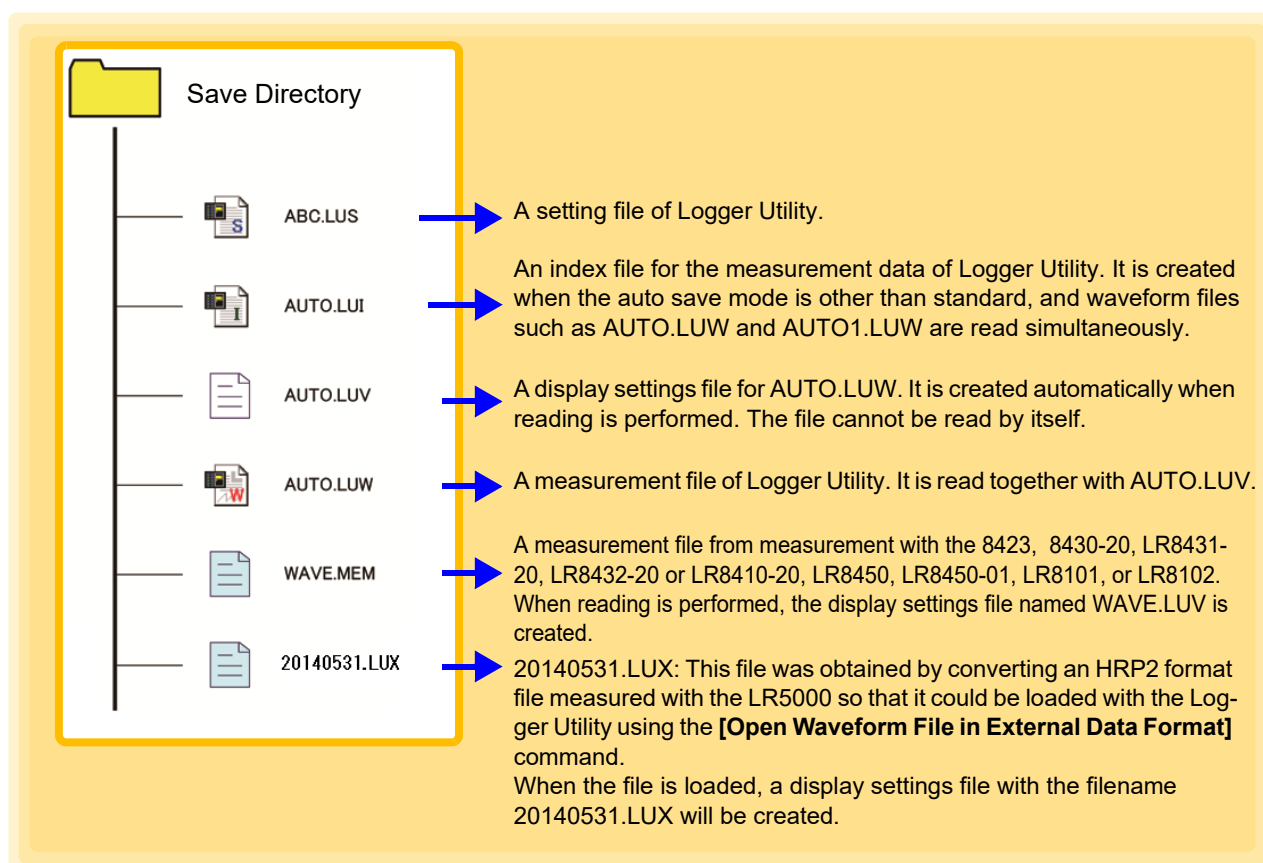 Save Directory
ABC.LUS
A setting file of Logger Utility.
AUTO.LUI
An index file for the measurement data of Logger Utility. It is created
when the auto save mode is other than standard, and waveform files
such as AUTO.LUW and AUTO1.LUW are read simultaneously.
AUTO.LUV
A display settings file for AUTO.LUW. It is created automatically when
reading is performed. The file cannot be read by itself.
AUTO.LUW
A measurement file of Logger Utility. It is read together with AUTO.LUV.
WAVE.MEM
A measurement file from measurement with the 8423, 8430-20, LR8431-
20, LR8432-20 or LR8410-20, LR8450, LR8450-01, LR8101, or LR8102.
When reading is performed, the display settings file named WAVE.LUV is
created.
20140531.LUX
20140531.LUX: This file was obtained by converting an HRP2 format
file measured with the LR5000 so that it could be loaded with the Log-
ger Utility using the [Open Waveform File in External Data Format]
command.
When the file is loaded, a display settings file with the filename
20140531.LUX will be created.
S
I
W